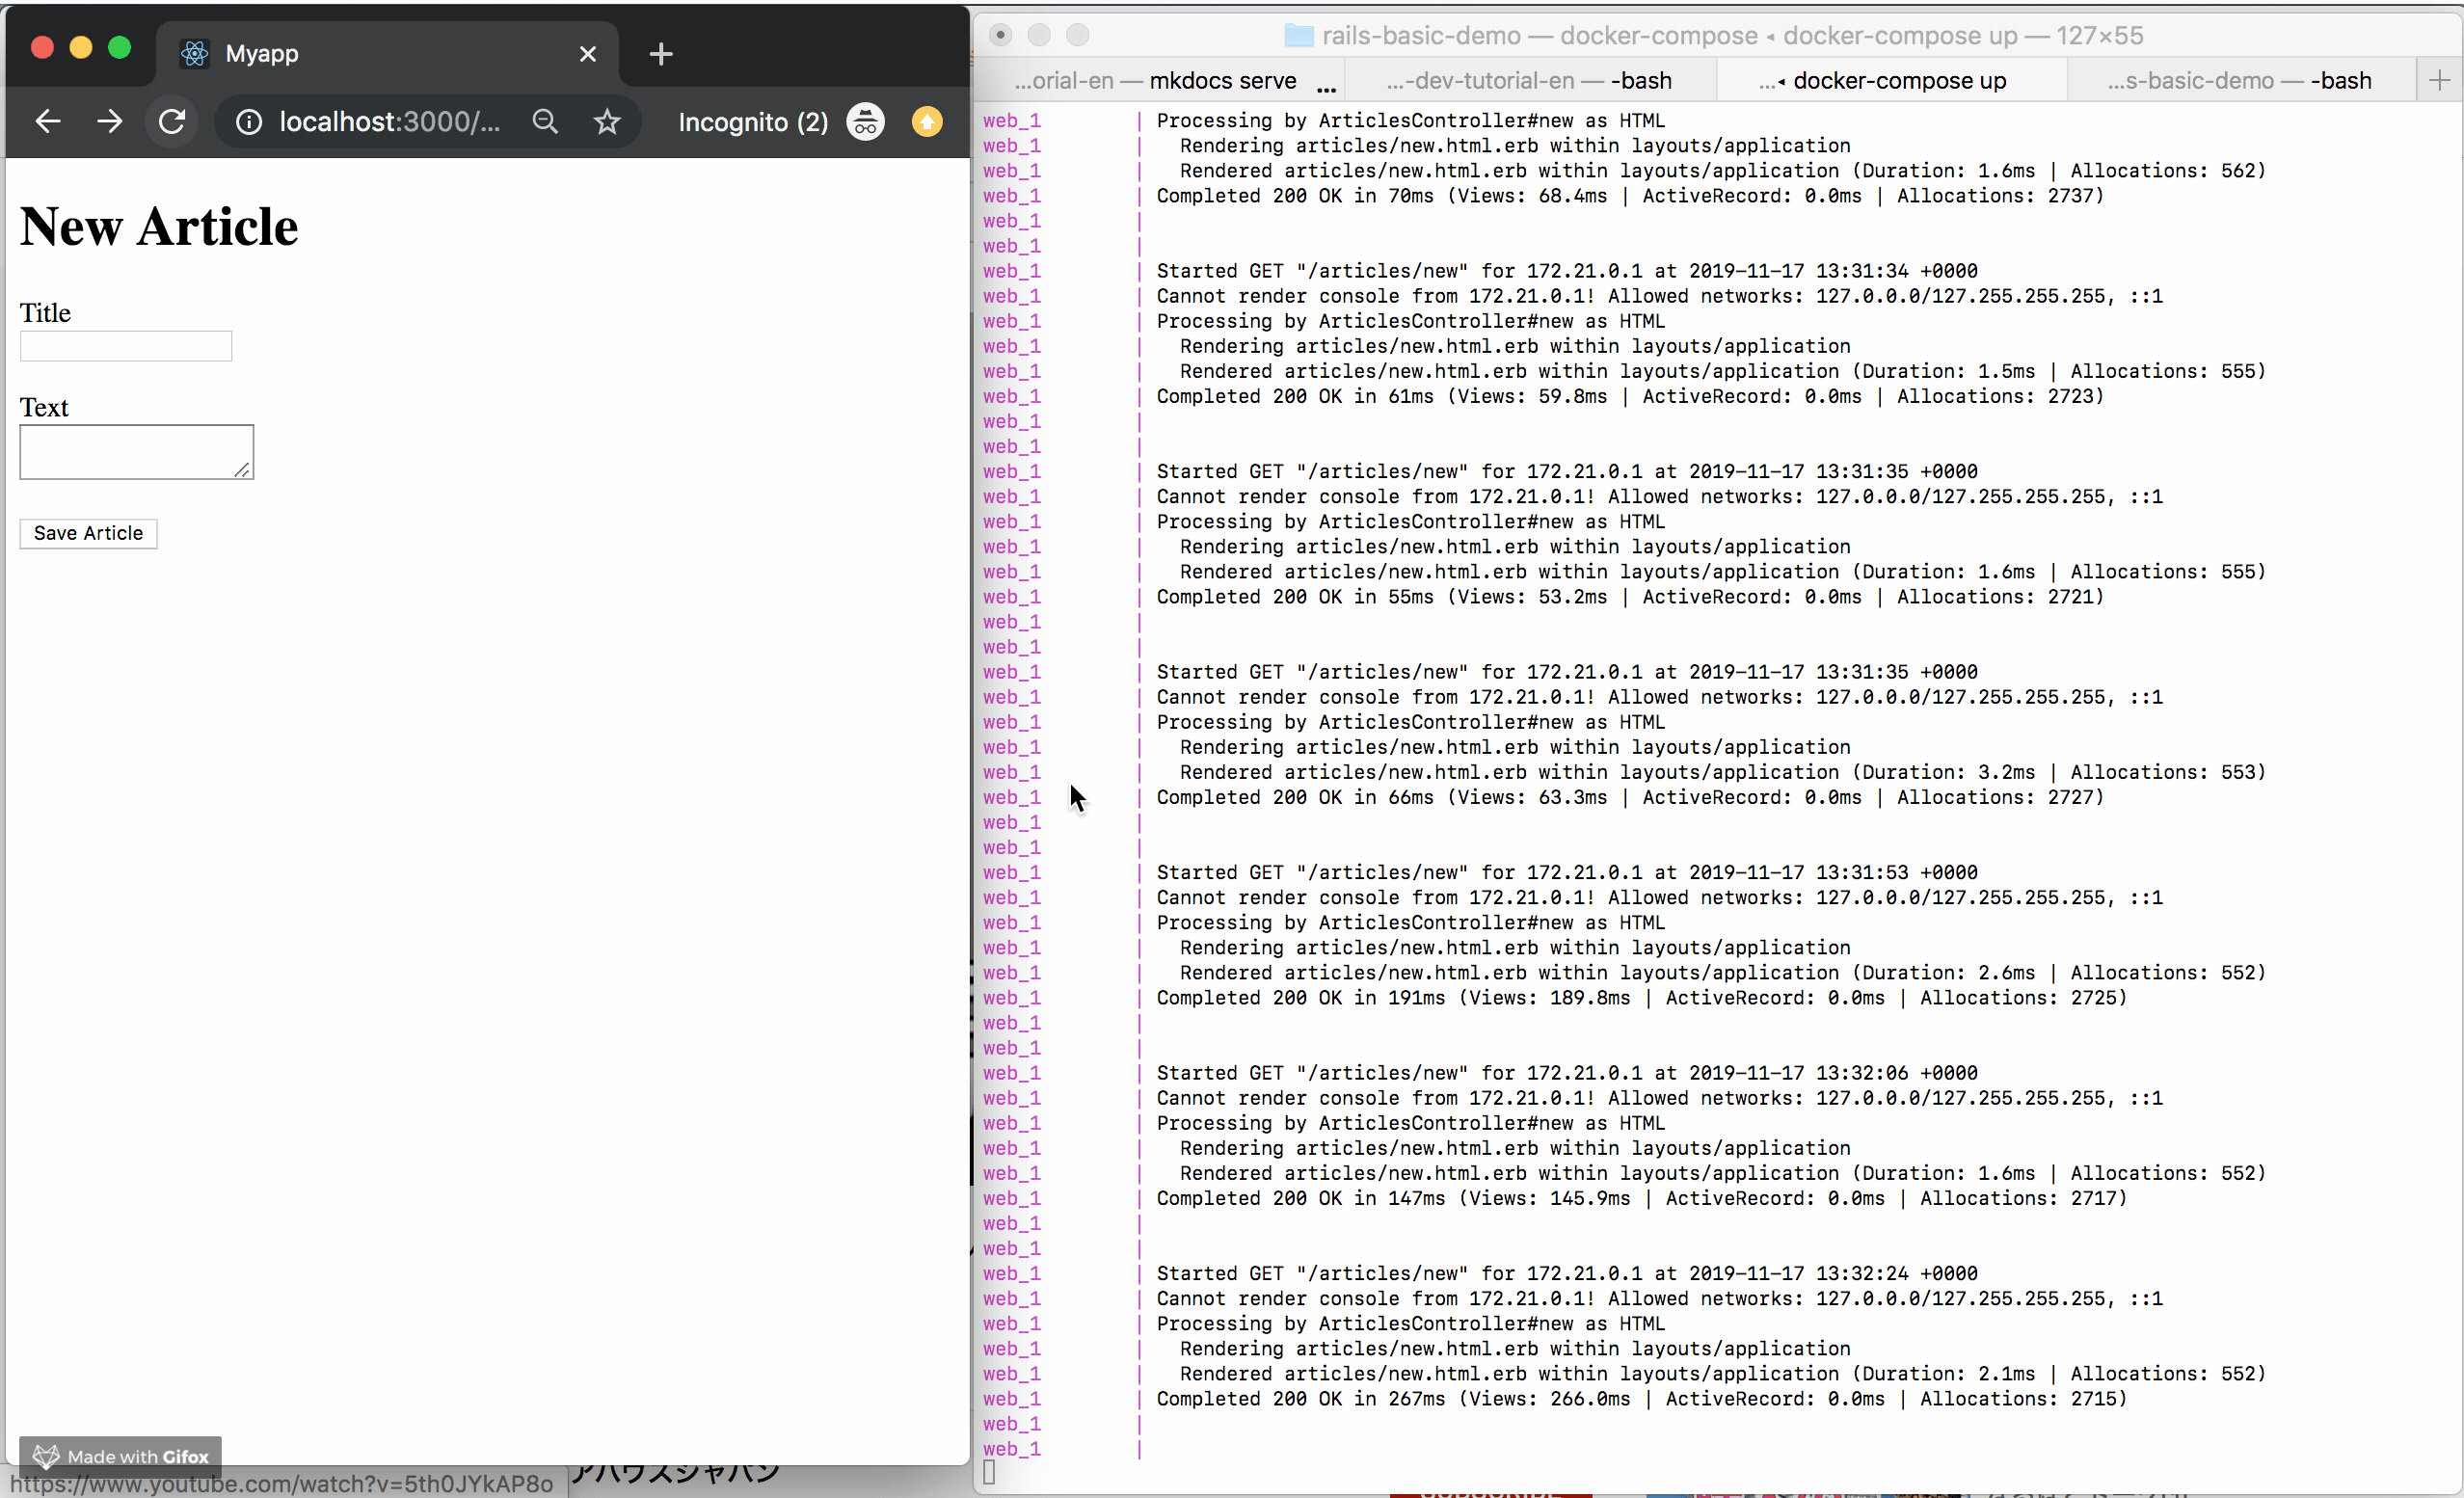 Myapp
localhost:3000/...
Incognito (2)
New Article
Title
Text
Save Article
Made with Gifox
https://www.youtube.com/watch?v=5th0JYkAP8o
アハウスジャパン
rails-basic-demo — docker-compose ◂ docker-compose up — 127×55
...orial-en — mkdocs serve ...
...-dev-tutorial-en — -bash
...◂ docker-compose up
...s-basic-demo — -bash
web_1 | Processing by ArticlesController#new as HTML
web_1 | Rendering articles/new.html.erb within layouts/application
web_1 | Rendered articles/new.html.erb within layouts/application (Duration: 1.6ms | Allocations: 562)
web_1 | Completed 200 OK in 70ms (Views: 68.4ms | ActiveRecord: 0.0ms | Allocations: 2737)
web_1 |
web_1 |
web_1 | Started GET "/articles/new" for 172.21.0.1 at 2019-11-17 13:31:34 +0000
web_1 | Cannot render console from 172.21.0.1! Allowed networks: 127.0.0.0/127.255.255.255, ::1
web_1 | Processing by ArticlesController#new as HTML
web_1 | Rendering articles/new.html.erb within layouts/application
web_1 | Rendered articles/new.html.erb within layouts/application (Duration: 1.5ms | Allocations: 555)
web_1 | Completed 200 OK in 61ms (Views: 59.8ms | ActiveRecord: 0.0ms | Allocations: 2723)
web_1 |
web_1 |
web_1 | Started GET "/articles/new" for 172.21.0.1 at 2019-11-17 13:31:35 +0000
web_1 | Cannot render console from 172.21.0.1! Allowed networks: 127.0.0.0/127.255.255.255, ::1
web_1 | Processing by ArticlesController#new as HTML
web_1 | Rendering articles/new.html.erb within layouts/application
web_1 | Rendered articles/new.html.erb within layouts/application (Duration: 1.6ms | Allocations: 555)
web_1 | Completed 200 OK in 55ms (Views: 53.2ms | ActiveRecord: 0.0ms | Allocations: 2721)
web_1 |
web_1 |
web_1 | Started GET "/articles/new" for 172.21.0.1 at 2019-11-17 13:31:35 +0000
web_1 | Cannot render console from 172.21.0.1! Allowed networks: 127.0.0.0/127.255.255.255, ::1
web_1 | Processing by ArticlesController#new as HTML
web_1 | Rendering articles/new.html.erb within layouts/application
web_1 | Rendered articles/new.html.erb within layouts/application (Duration: 3.2ms | Allocations: 553)
web_1 | Completed 200 OK in 66ms (Views: 63.3ms | ActiveRecord: 0.0ms | Allocations: 2727)
web_1 |
web_1 |
web_1 | Started GET "/articles/new" for 172.21.0.1 at 2019-11-17 13:31:53 +0000
web_1 | Cannot render console from 172.21.0.1! Allowed networks: 127.0.0.0/127.255.255.255, ::1
web_1 | Processing by ArticlesController#new as HTML
web_1 | Rendering articles/new.html.erb within layouts/application
web_1 | Rendered articles/new.html.erb within layouts/application (Duration: 2.6ms | Allocations: 552)
web_1 | Completed 200 OK in 191ms (Views: 189.8ms | ActiveRecord: 0.0ms | Allocations: 2725)
web_1 |
web_1 |
web_1 | Started GET "/articles/new" for 172.21.0.1 at 2019-11-17 13:32:06 +0000
web_1 | Cannot render console from 172.21.0.1! Allowed networks: 127.0.0.0/127.255.255.255, ::1
web_1 | Processing by ArticlesController#new as HTML
web_1 | Rendering articles/new.html.erb within layouts/application
web_1 | Rendered articles/new.html.erb within layouts/application (Duration: 1.6ms | Allocations: 552)
web_1 | Completed 200 OK in 147ms (Views: 145.9ms | ActiveRecord: 0.0ms | Allocations: 2717)
web_1 |
web_1 |
web_1 | Started GET "/articles/new" for 172.21.0.1 at 2019-11-17 13:32:24 +0000
web_1 | Cannot render console from 172.21.0.1! Allowed networks: 127.0.0.0/127.255.255.255, ::1
web_1 | Processing by ArticlesController#new as HTML
web_1 | Rendering articles/new.html.erb within layouts/application
web_1 | Rendered articles/new.html.erb within layouts/application (Duration: 2.1ms | Allocations: 552)
web_1 | Completed 200 OK in 267ms (Views: 266.0ms | ActiveRecord: 0.0ms | Allocations: 2715)
web_1 |
web_1 |